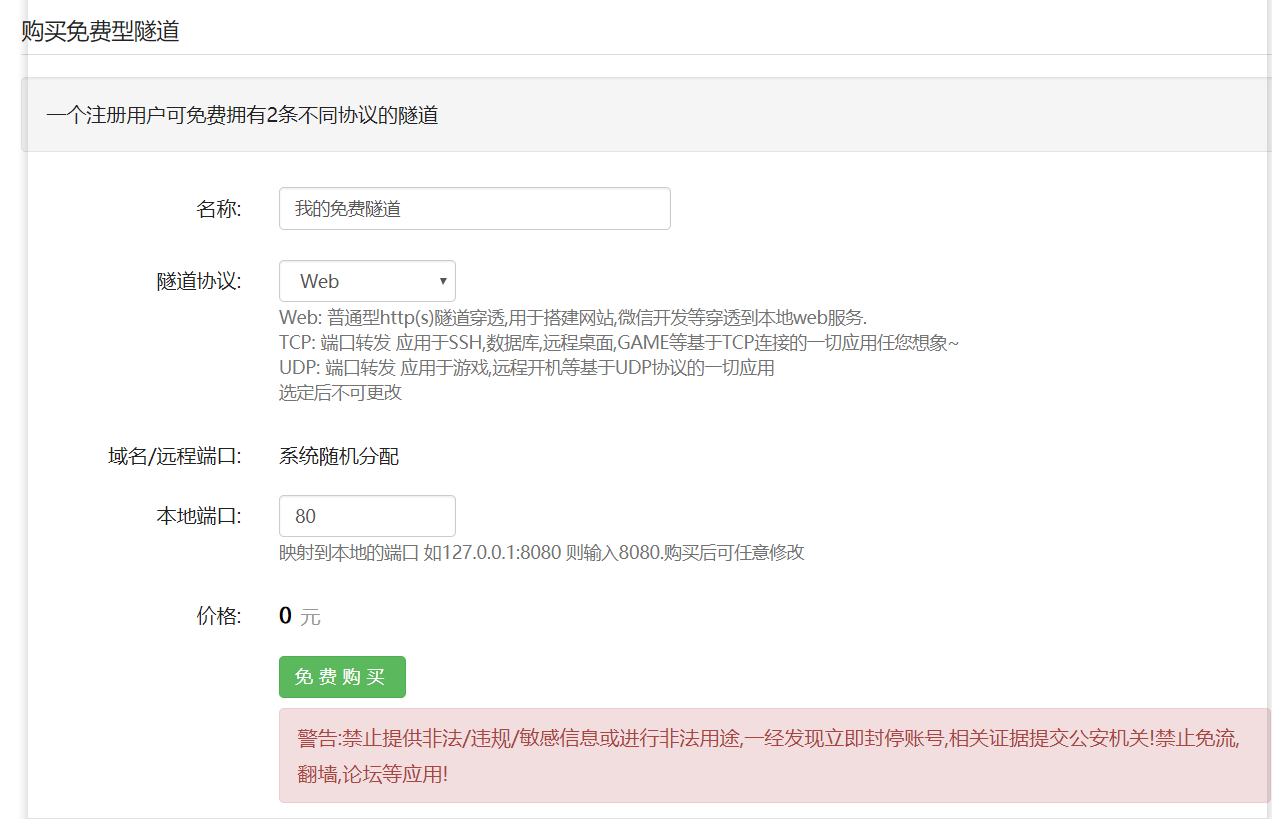 购买免费型隧道
一个注册用户可免费拥有2条不同协议的隧道
名称: 我的免费隧道
隧道协议: Web
Web: 普通型http(s)隧道穿透,用于搭建网站,微信开发等穿透到本地web服务.
TCP: 端口转发 应用于SSH,数据库,远程桌面,GAME等基于TCP连接的一切应用任您想象~
UDP: 端口转发 应用于游戏,远程开机等基于UDP协议的一切应用
选定后不可更改
域名/远程端口: 系统随机分配
本地端口: 80
映射到本地的端口 如127.0.0.1:8080 则输入8080.购买后可任意修改
价格: 0 元
免费购买
警告:禁止提供非法/违规/敏感信息或进行非法用途,一经发现立即封停账号,相关证据提交公安机关!禁止免流,
翻墙,论坛等应用!